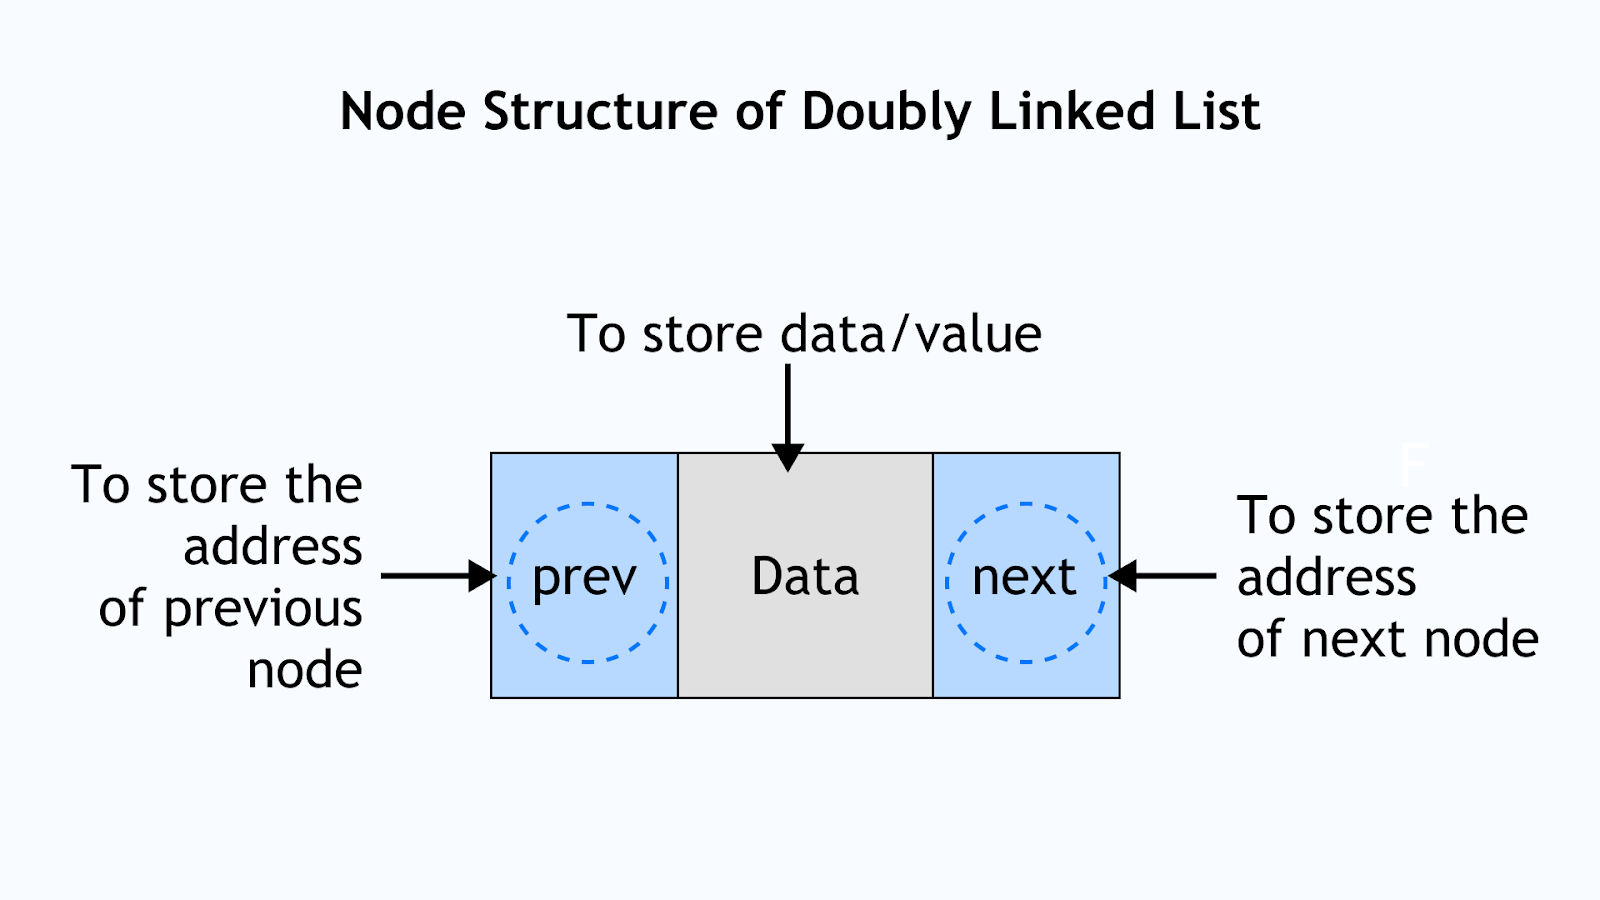 Node Structure of Doubly Linked List
To store data/value
To store the
address
of previous
node
prev
Data
next
F
To store the
address
of next node